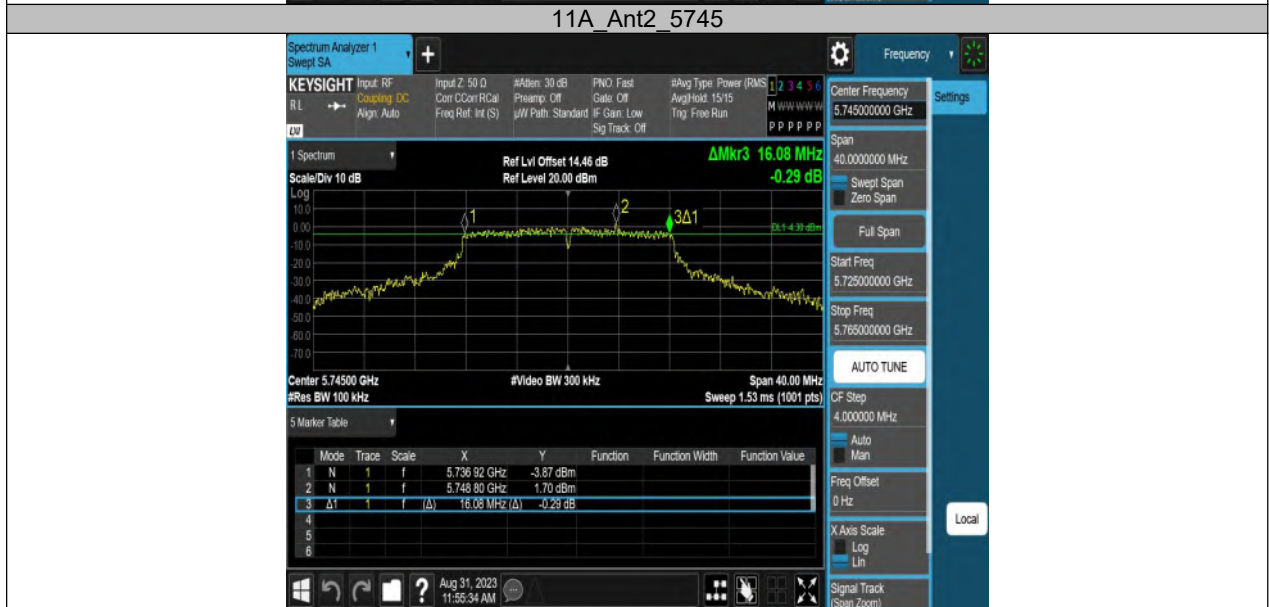 11A_Ant2_5745
Spectrum Analyzer 1
Swept SA
+
Frequency
KEYSIGHT
Input: RF
Coupling: DC
Align: Auto
Input Z: 50 Ω
Corr CCorr RCal
Freq Ref: Int (S)
#Atten: 30 dB
Preamp: Off
µW Path: Standard
PNO: Fast
Gate: Off
IF Gain: Low
Sig Track: Off
#Avg Type: Power (RMS
Avg|Hold: 15/15
Trig: Free Run
1 2 3 4 5 6
M W W W W W
P P P P P P
RL
LXI
Center Frequency
5.745000000 GHz
Settings
1 Spectrum
Scale/Div 10 dB
Ref Lvl Offset 14.46 dB
Ref Level 20.00 dBm
ΔMkr3 16.08 MHz
-0.29 dB
Log
10.0
0.00
-10.0
-20.0
-30.0
-40.0
-50.0
-60.0
-70.0
1
2
3Δ1
DL1 -4.30 dBm
Center 5.74500 GHz
#Video BW 300 kHz
Span 40.00 MHz
#Res BW 100 kHz
Sweep 1.53 ms (1001 pts)
Span
40.0000000 MHz
Swept Span
Zero Span
Full Span
Start Freq
5.725000000 GHz
Stop Freq
5.765000000 GHz
AUTO TUNE
CF Step
4.000000 MHz
Auto
Man
Freq Offset
0 Hz
X Axis Scale
Log
Lin
Signal Track
(Span Zoom)
Local
5 Marker Table
Mode Trace Scale X Y Function Function Width Function Value
1 N 1 f 5.736 92 GHz -3.87 dBm
2 N 1 f 5.748 80 GHz 1.70 dBm
3 Δ1 1 f (Δ) 16.08 MHz (Δ) -0.29 dB
4
5
6
?
Aug 31, 2023
11:55:34 AM